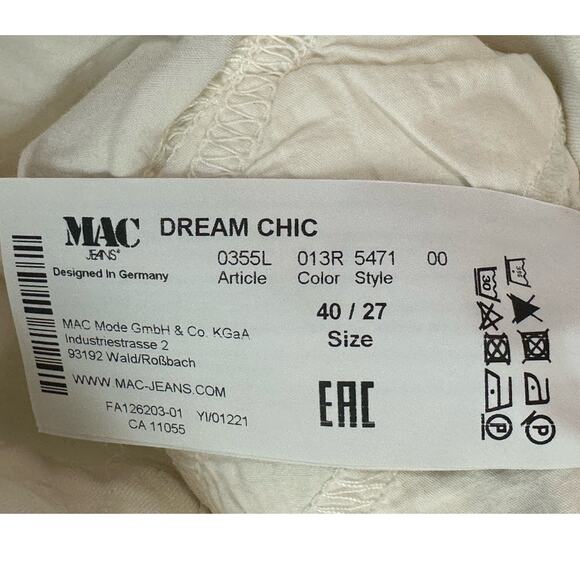 MAC
JEANS®
DREAM CHIC
Designed In Germany
0355L 013R 5471 00
Article Color Style
40 / 27
Size
MAC Mode GmbH & Co. KGaA
Industriestrasse 2
93192 Wald/Roßbach
WWW.MAC-JEANS.COM
FA126203-01 YI/01221
CA 11055
EAC
30
P
P